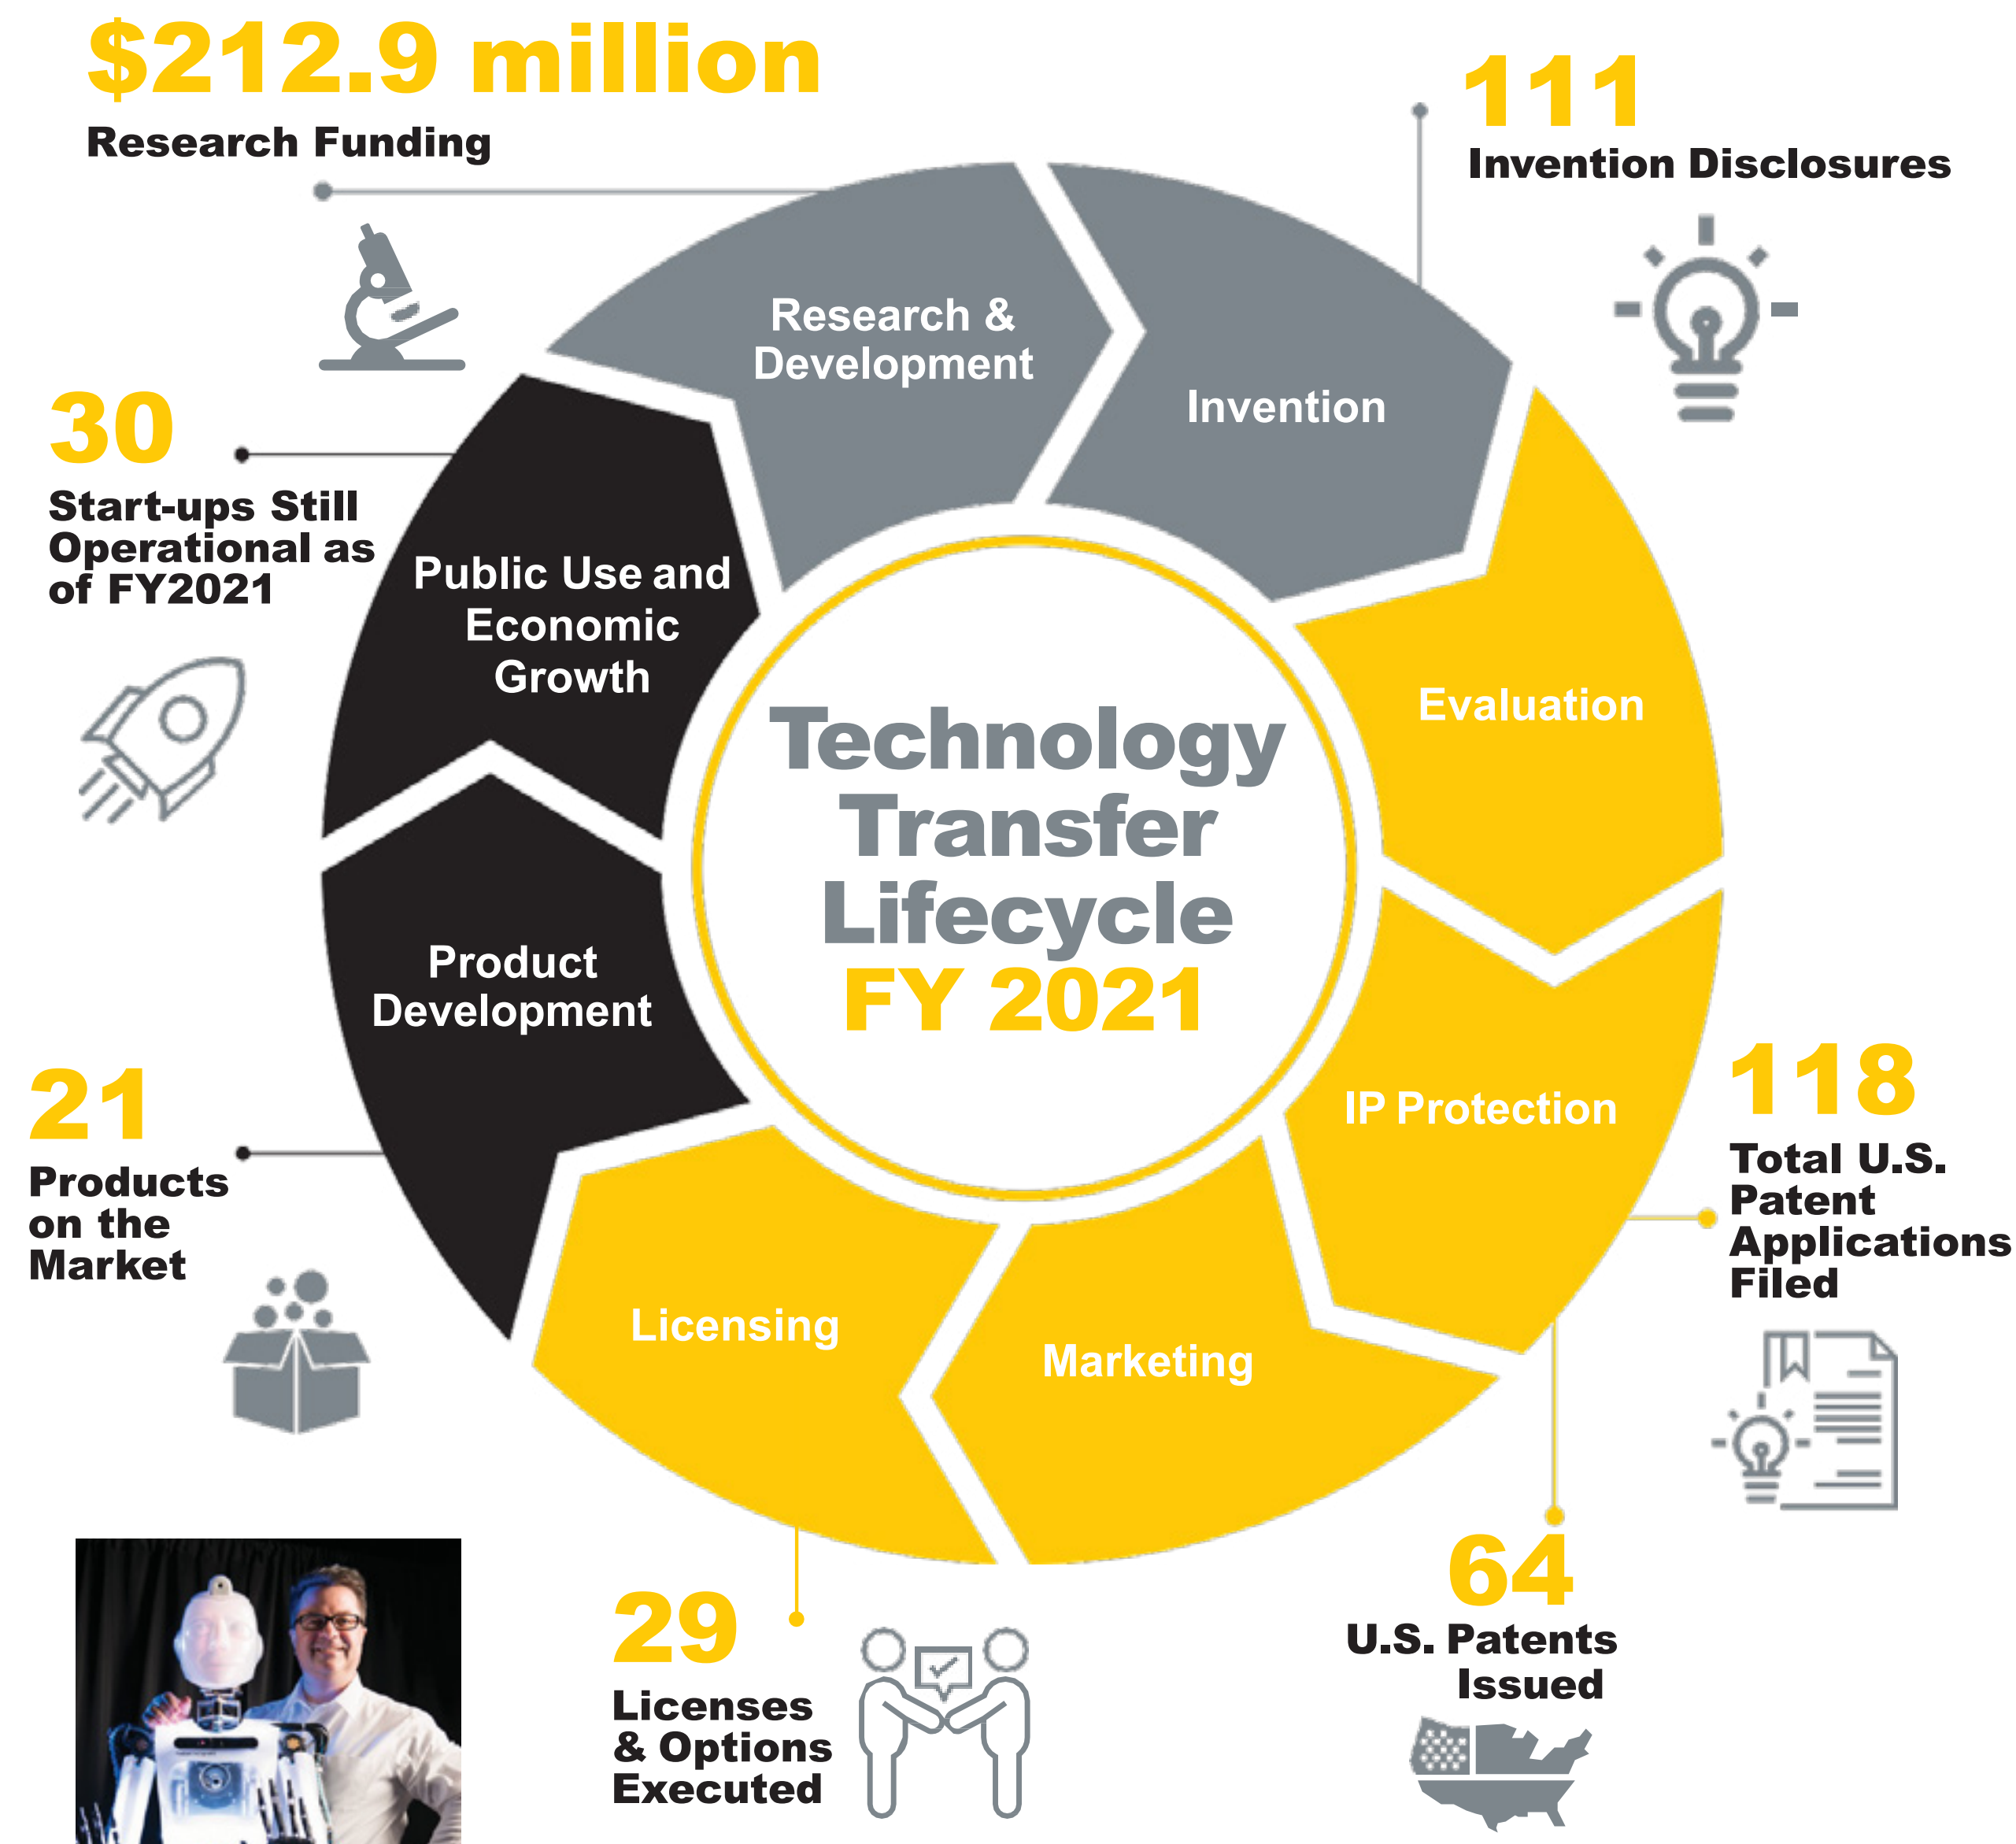 $212.9 million
Research Funding
111
Invention Disclosures
Research &
Development
Invention
30
Start-ups Still
Operational as
of FY2021
Public Use and
Economic
Growth
Evaluation
Technology
Transfer
Lifecycle
FY 2021
Product
Development
IP Protection
21
Products
on the
Market
118
Total U.S.
Patent
Applications
Filed
Licensing
Marketing
29
Licenses
& Options
Executed
64
U.S. Patents
Issued